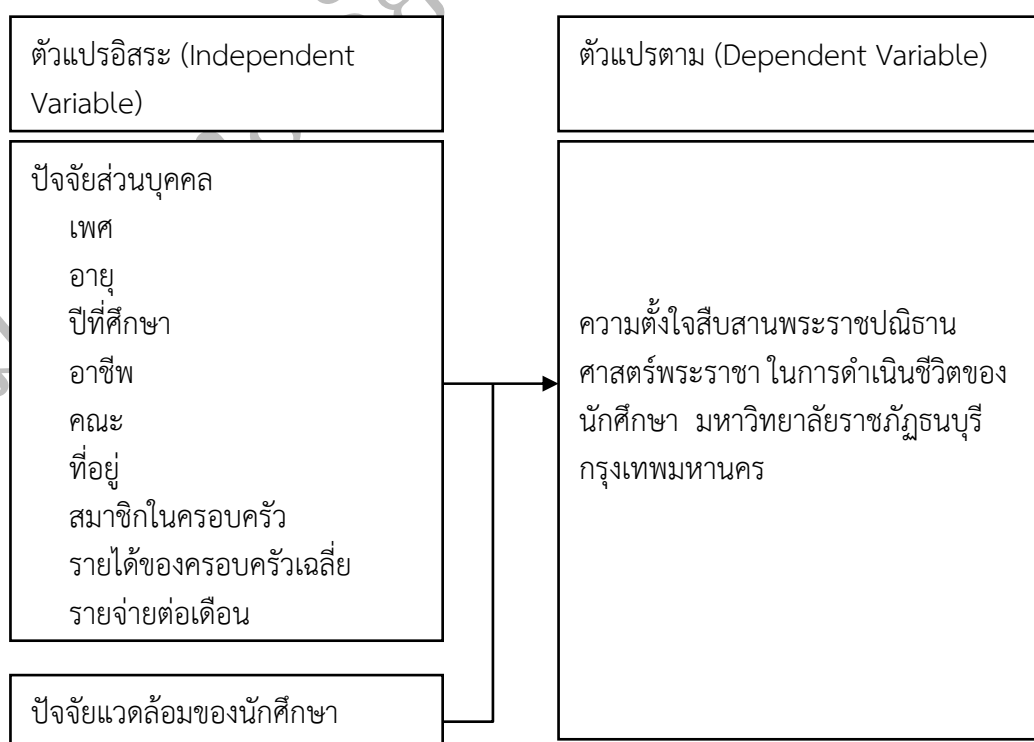 ตัวแปรอิสระ (Independent
Variable)
ตัวแปรตาม (Dependent Variable)
ปัจจัยส่วนบุคคล
เพศ
อายุ
ปีที่ศึกษา
อาชีพ
คณะ
ที่อยู่
สมาชิกในครอบครัว
รายได้ของครอบครัวเฉลี่ย
รายจ่ายต่อเดือน
ปัจจัยแวดล้อมของนักศึกษา
ความตั้งใจสืบสานพระราชปณิธาน
ศาสตร์พระราชา ในการดำเนินชีวิตของ
นักศึกษา มหาวิทยาลัยราชภัฏธนบุรี
กรุงเทพมหานคร